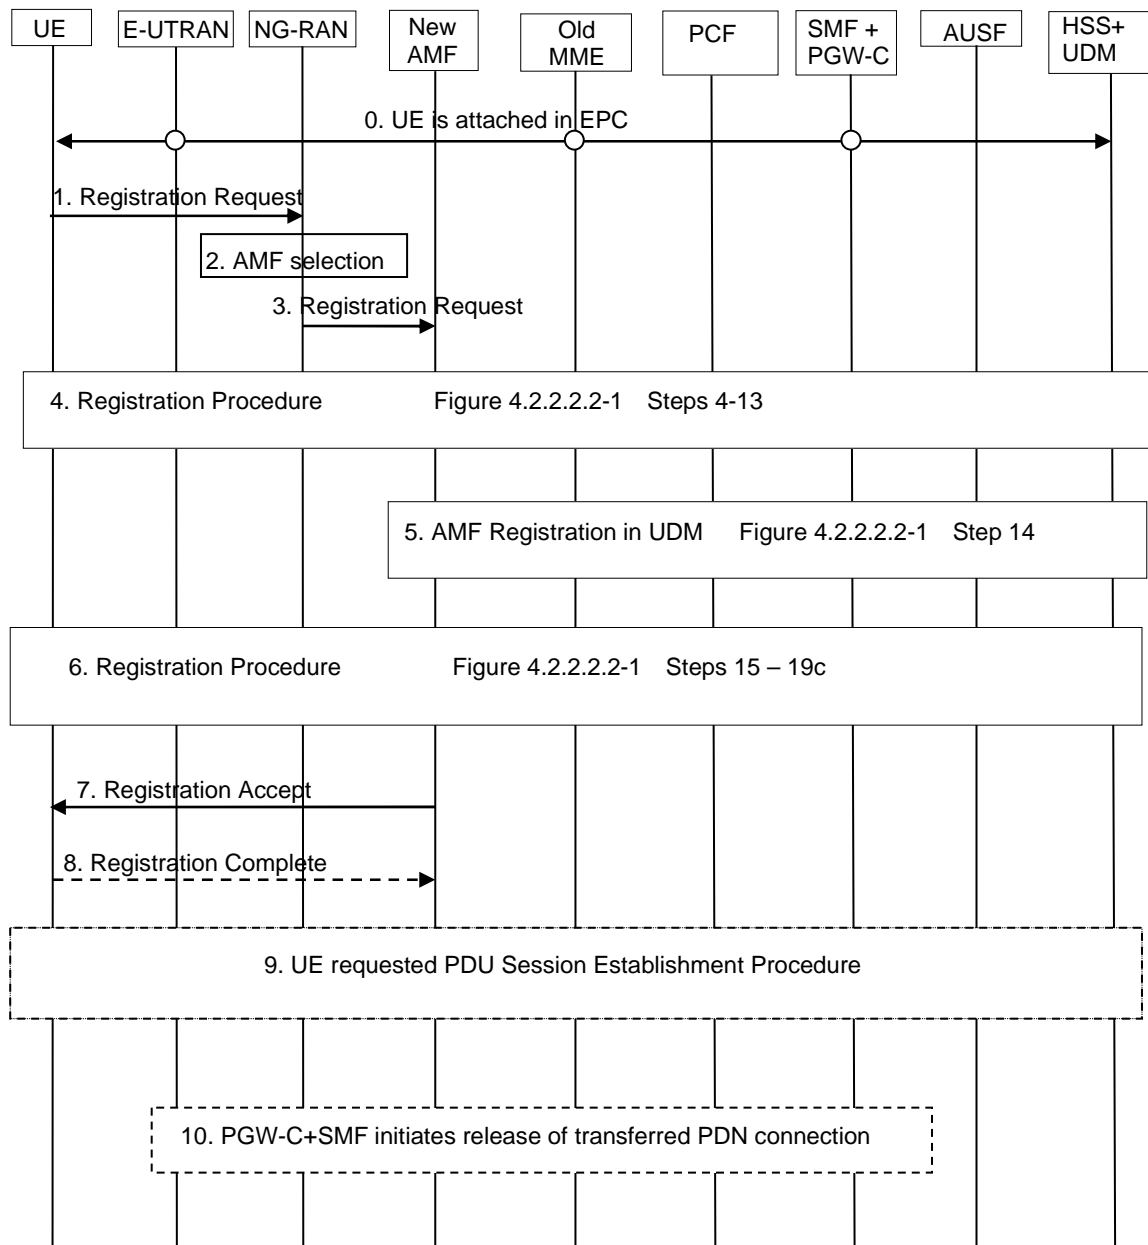 UE
E-UTRAN
NG-RAN
New
AMF
Old
MME
PCF
SMF +
PGW-C
AUSF
HSS+
UDM
0. UE is attached in EPC
1. Registration Request
2. AMF selection
3. Registration Request
4. Registration Procedure Figure 4.2.2.2.2-1 Steps 4-13
5. AMF Registration in UDM Figure 4.2.2.2.2-1 Step 14
6. Registration Procedure Figure 4.2.2.2.2-1 Steps 15 – 19c
7. Registration Accept
8. Registration Complete
9. UE requested PDU Session Establishment Procedure
10. PGW-C+SMF initiates release of transferred PDN connection